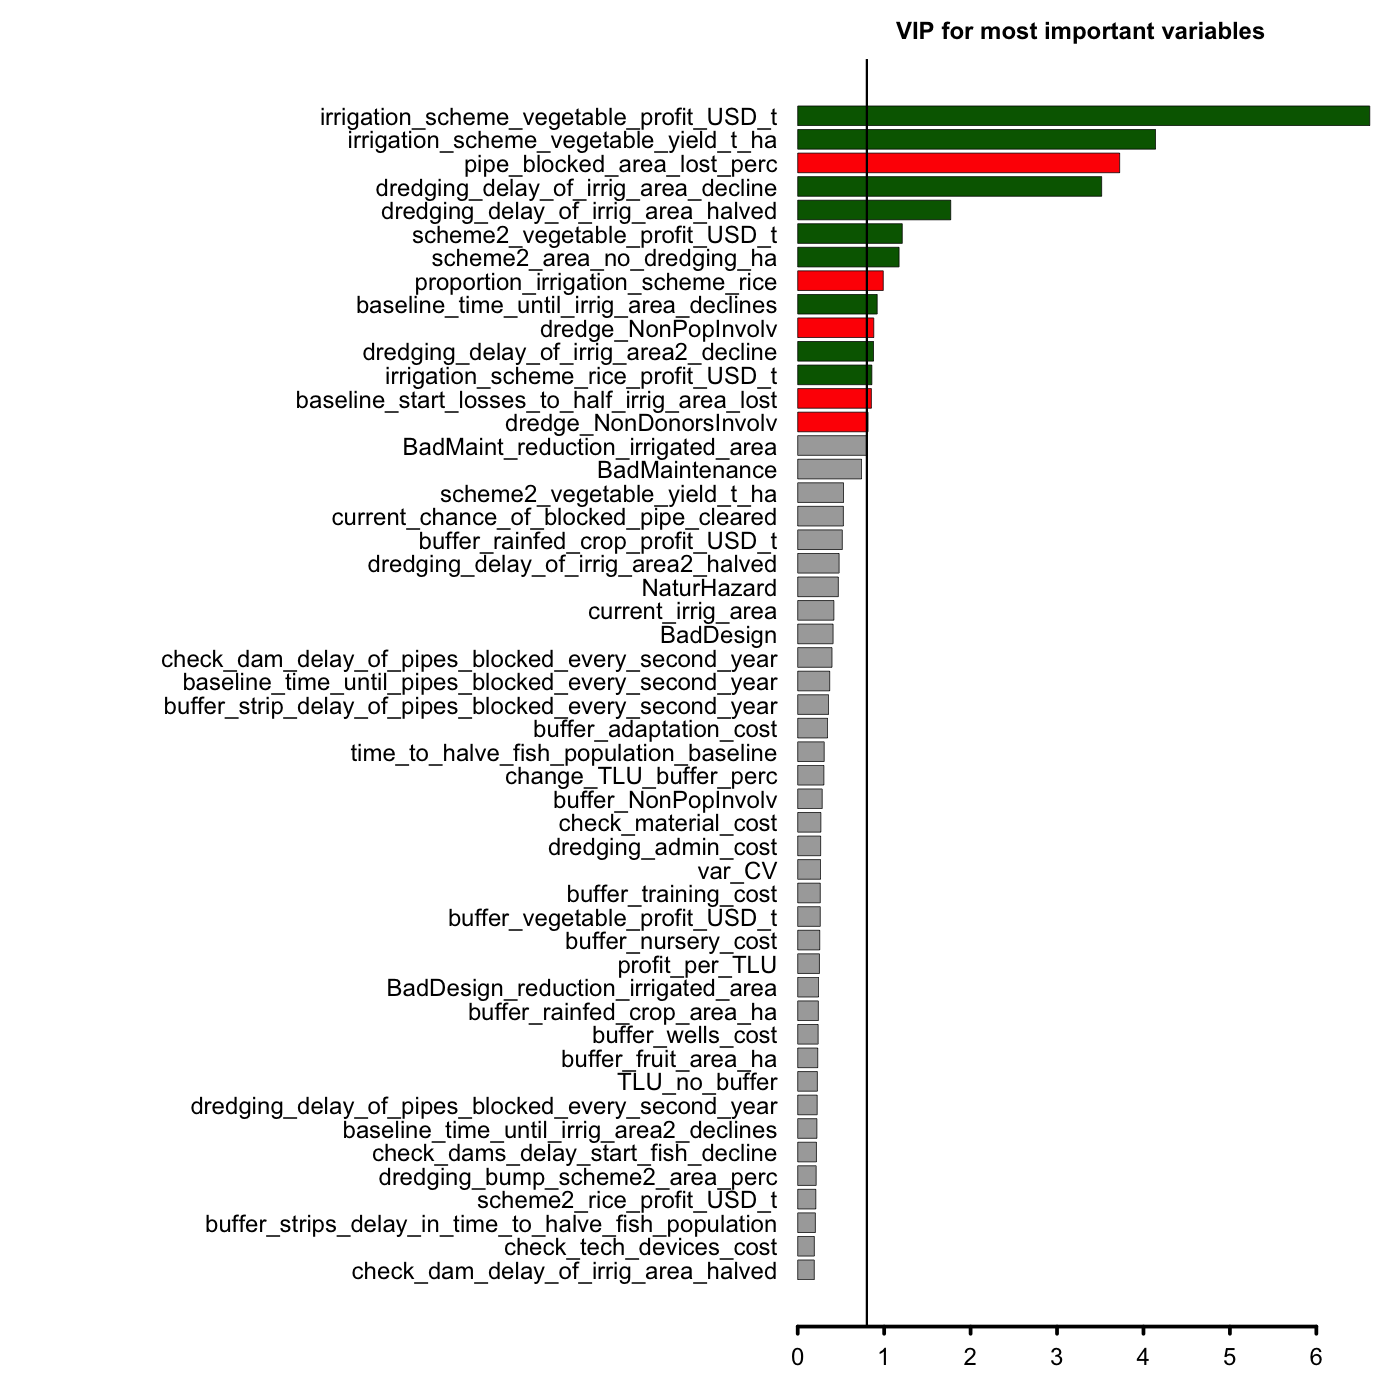 VIP for most important variables
irrigation_scheme_vegetable_profit_USD_t
irrigation_scheme_vegetable_yield_t_ha
pipe_blocked_area_lost_perc
dredging_delay_of_irrig_area_decline
dredging_delay_of_irrig_area_halved
scheme2_vegetable_profit_USD_t
scheme2_area_no_dredging_ha
proportion_irrigation_scheme_rice
baseline_time_until_irrig_area_declines
dredge_NonPopInvolv
dredging_delay_of_irrig_area2_decline
irrigation_scheme_rice_profit_USD_t
baseline_start_losses_to_half_irrig_area_lost
dredge_NonDonorsInvolv
BadMaint_reduction_irrigated_area
BadMaintenance
scheme2_vegetable_yield_t_ha
current_chance_of_blocked_pipe_cleared
buffer_rainfed_crop_profit_USD_t
dredging_delay_of_irrig_area2_halved
NaturHazard
current_irrig_area
BadDesign
check_dam_delay_of_pipes_blocked_every_second_year
baseline_time_until_pipes_blocked_every_second_year
buffer_strip_delay_of_pipes_blocked_every_second_year
buffer_adaptation_cost
time_to_halve_fish_population_baseline
change_TLU_buffer_perc
buffer_NonPopInvolv
check_material_cost
dredging_admin_cost
var_CV
buffer_training_cost
buffer_vegetable_profit_USD_t
buffer_nursery_cost
profit_per_TLU
BadDesign_reduction_irrigated_area
buffer_rainfed_crop_area_ha
buffer_wells_cost
buffer_fruit_area_ha
TLU_no_buffer
dredging_delay_of_pipes_blocked_every_second_year
baseline_time_until_irrig_area2_declines
check_dams_delay_start_fish_decline
dredging_bump_scheme2_area_perc
scheme2_rice_profit_USD_t
buffer_strips_delay_in_time_to_halve_fish_population
check_tech_devices_cost
check_dam_delay_of_irrig_area_halved
0 1 2 3 4 5 6